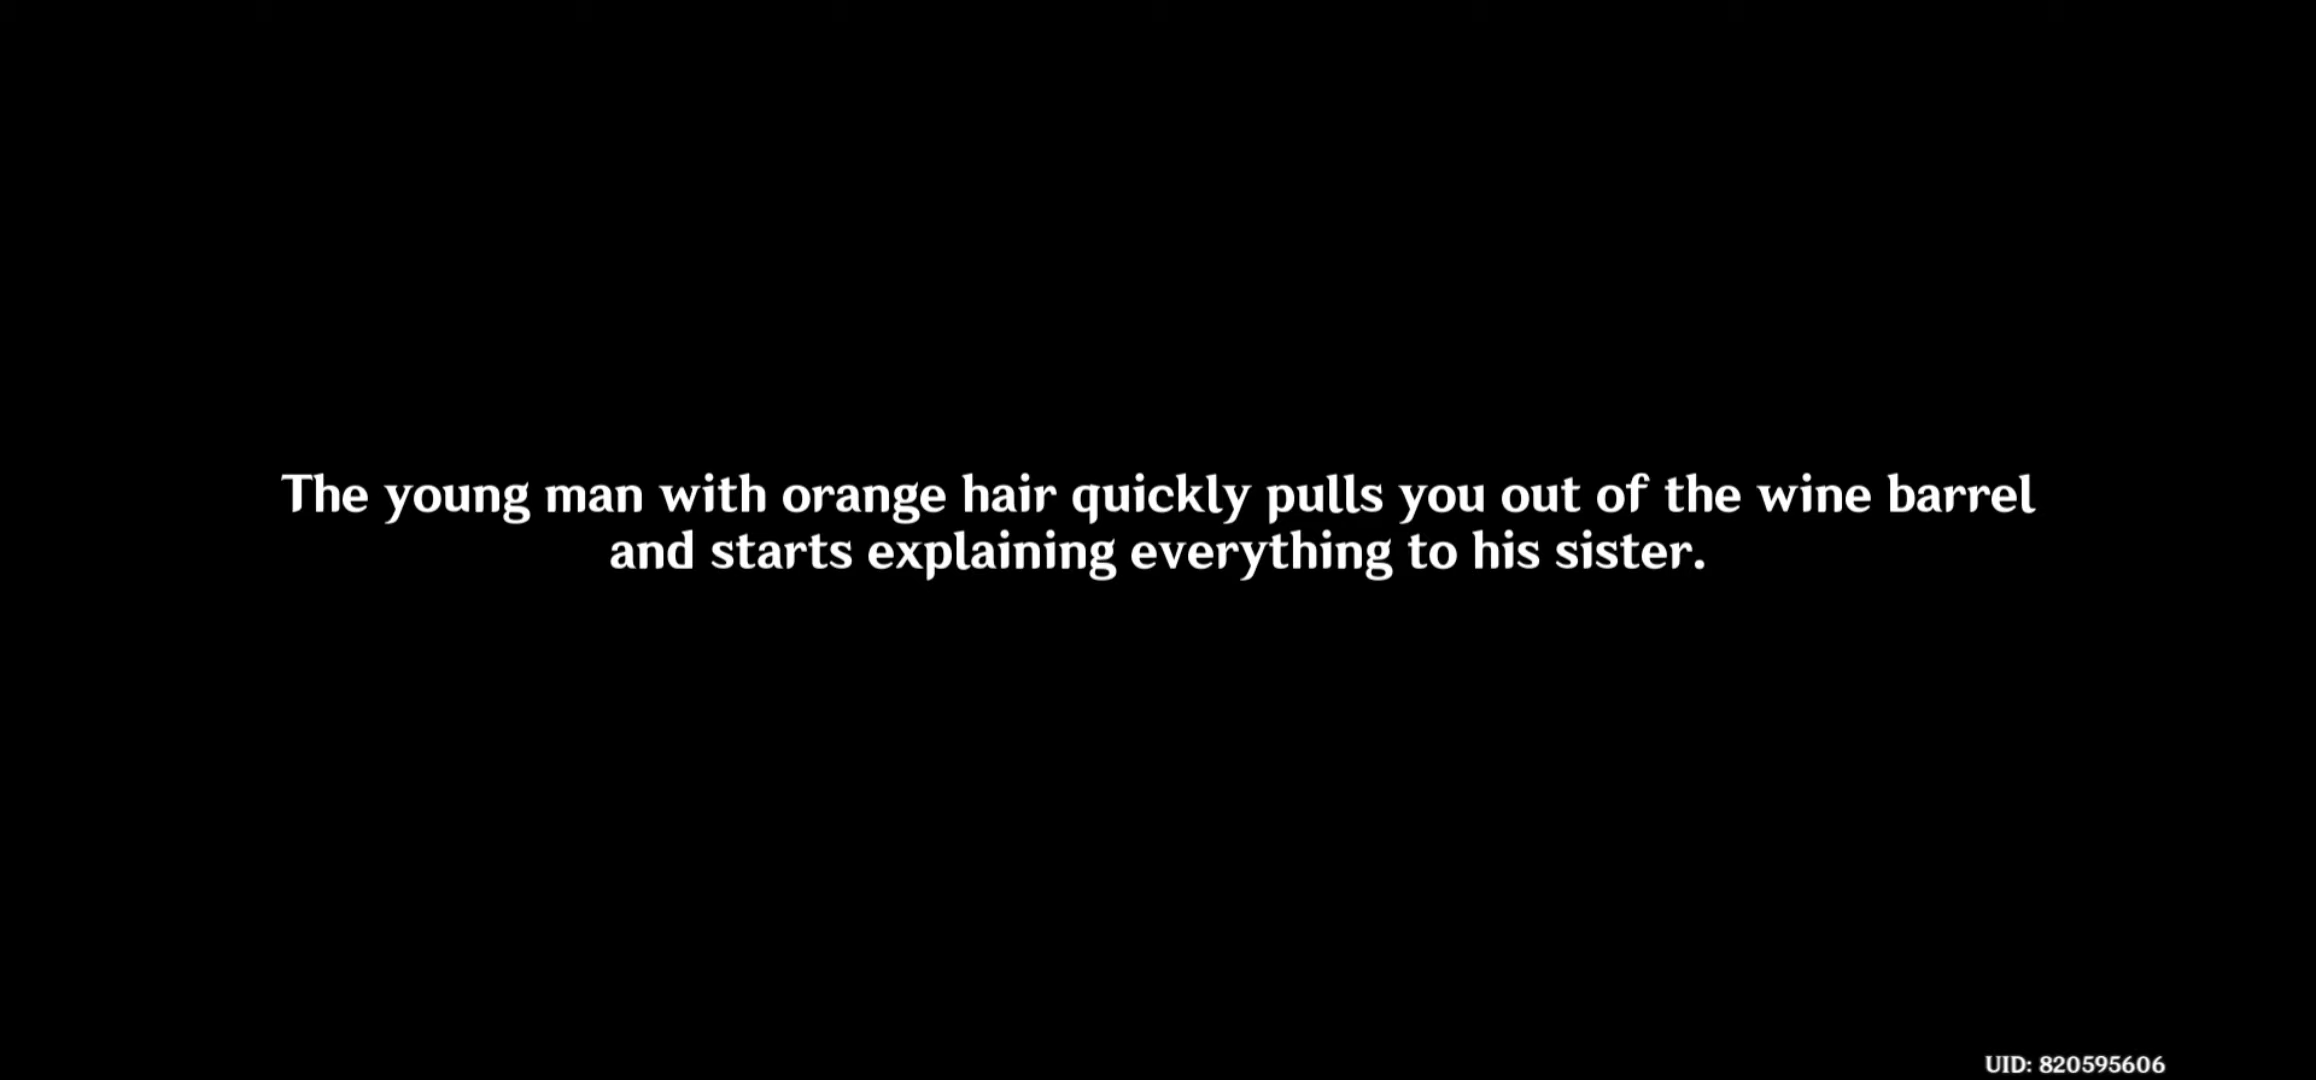 The young man with orange hair quickly pulls you out of the wine barrel
and starts explaining everything to his sister.
UID: 820595606